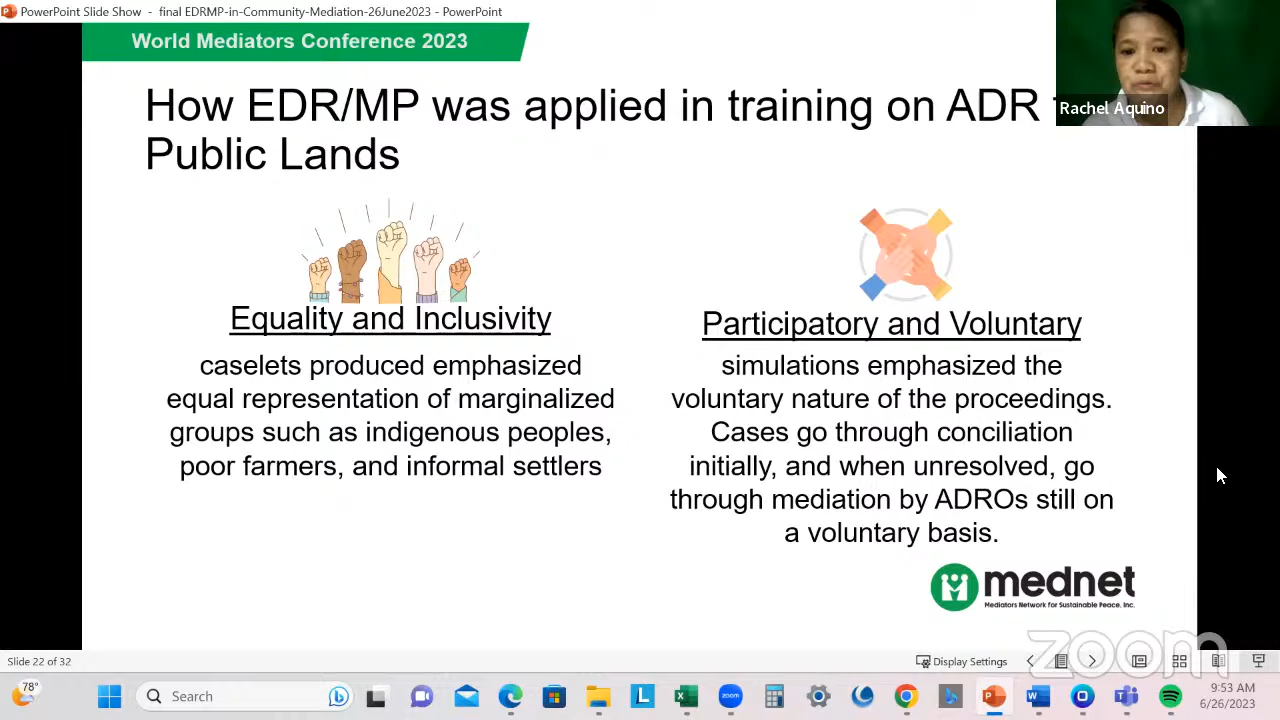 PowerPoint Slide Show - final EDRMP-in-Community-Mediation-26June2023 - PowerPoint
World Mediators Conference 2023
Rachel Aquino
How EDR/MP was applied in training on ADR
Public Lands
Equality and Inclusivity
caselets produced emphasized
equal representation of marginalized
groups such as indigenous peoples,
poor farmers, and informal settlers
Participatory and Voluntary
simulations emphasized the
voluntary nature of the proceedings.
Cases go through conciliation
initially, and when unresolved, go
through mediation by ADROs still on
a voluntary basis.
mednet
Mediators Network for Sustainable Peace, Inc.
zoom
Slide 22 of 32
Display Settings
78°
Search
zoom
9:53 AM
6/26/2023